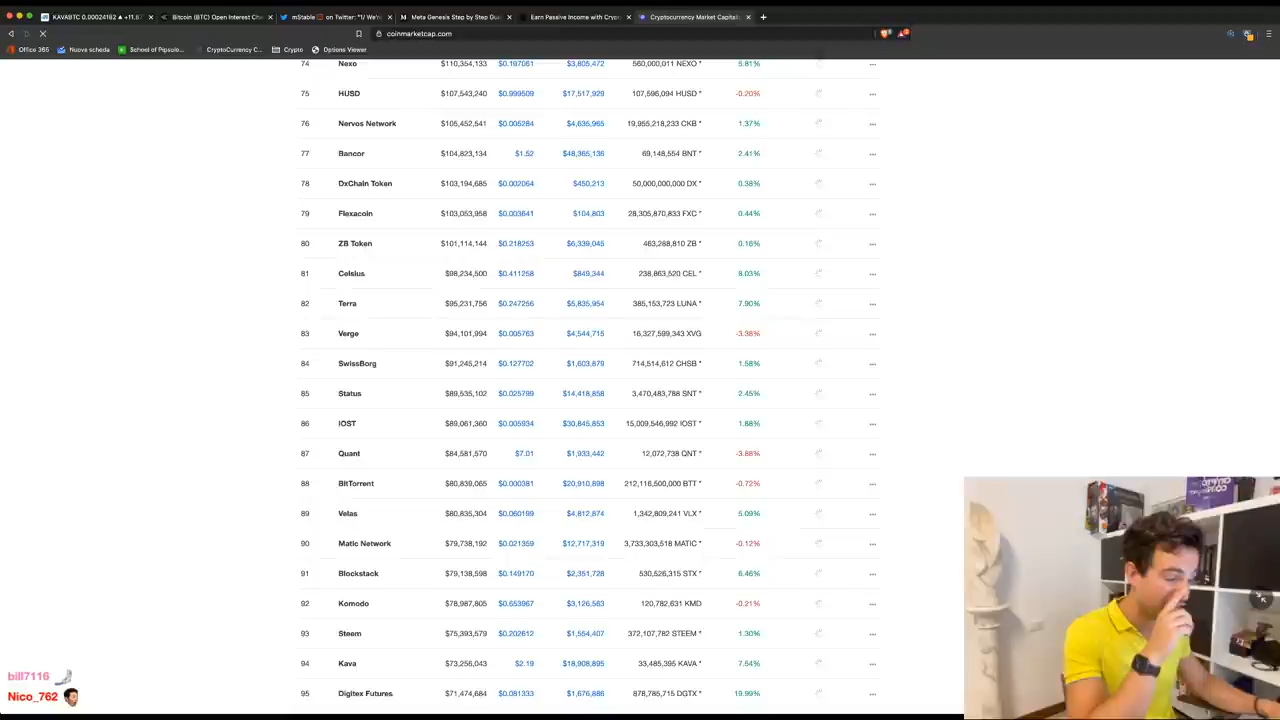 KAVABTC 0.00024182 ▲ +11.8
Bitcoin (BTC) Open Interest Cha
mStable on Twitter: "1/ We're
Meta Genesis Step by Step Gui
Earn Passive Income with Cryp
Cryptocurrency Market Capitali
coinmarketcap.com
Office 365
Nuova scheda
School of Pipsolo...
CryptoCurrency C...
Crypto
Options Viewer
74 Nexo $110,354,133 $0.197061 $3,805,472 560,000,011 NEXO * 5.81%
75 HUSD $107,543,240 $0.999509 $17,517,929 107,596,094 HUSD * -0.20%
76 Nervos Network $105,452,541 $0.005284 $4,635,965 19,955,218,233 CKB * 1.37%
77 Bancor $104,823,134 $1.52 $48,365,136 69,148,554 BNT * 2.41%
78 DxChain Token $103,194,685 $0.002064 $450,213 50,000,000,000 DX * 0.38%
79 Flexacoin $103,053,958 $0.003641 $104,803 28,305,870,833 FXC * 0.44%
80 ZB Token $101,114,144 $0.218253 $6,339,045 463,288,810 ZB * 0.16%
81 Celsius $98,234,500 $0.411258 $849,344 238,863,520 CEL * 8.03%
82 Terra $95,231,756 $0.247256 $5,835,954 385,153,723 LUNA * 7.90%
83 Verge $94,101,994 $0.005763 $4,544,715 16,327,599,343 XVG -3.38%
84 SwissBorg $91,245,214 $0.127702 $1,603,879 714,514,612 CHSB * 1.58%
85 Status $89,535,102 $0.025799 $14,418,858 3,470,483,788 SNT * 2.45%
86 IOST $89,061,360 $0.005934 $30,845,853 15,009,546,992 IOST * 1.88%
87 Quant $84,581,570 $7.01 $1,933,442 12,072,738 QNT * -3.88%
88 BitTorrent $80,839,065 $0.000381 $20,910,898 212,116,500,000 BTT * -0.72%
89 Velas $80,835,304 $0.060199 $4,812,874 1,342,809,241 VLX * 5.09%
90 Matic Network $79,738,192 $0.021359 $12,717,319 3,733,303,518 MATIC * -0.12%
91 Blockstack $79,138,598 $0.149170 $2,351,728 530,526,315 STX * 6.46%
92 Komodo $78,987,805 $0.653967 $3,126,563 120,782,631 KMD -0.21%
93 Steem $75,393,579 $0.202612 $1,554,407 372,107,782 STEEM * 1.30%
94 Kava $73,256,043 $2.19 $18,908,895 33,485,395 KAVA * 7.54%
95 Digitex Futures $71,474,684 $0.081333 $1,676,886 878,785,715 DGTX * 19.99%
bill7116
Nico_762